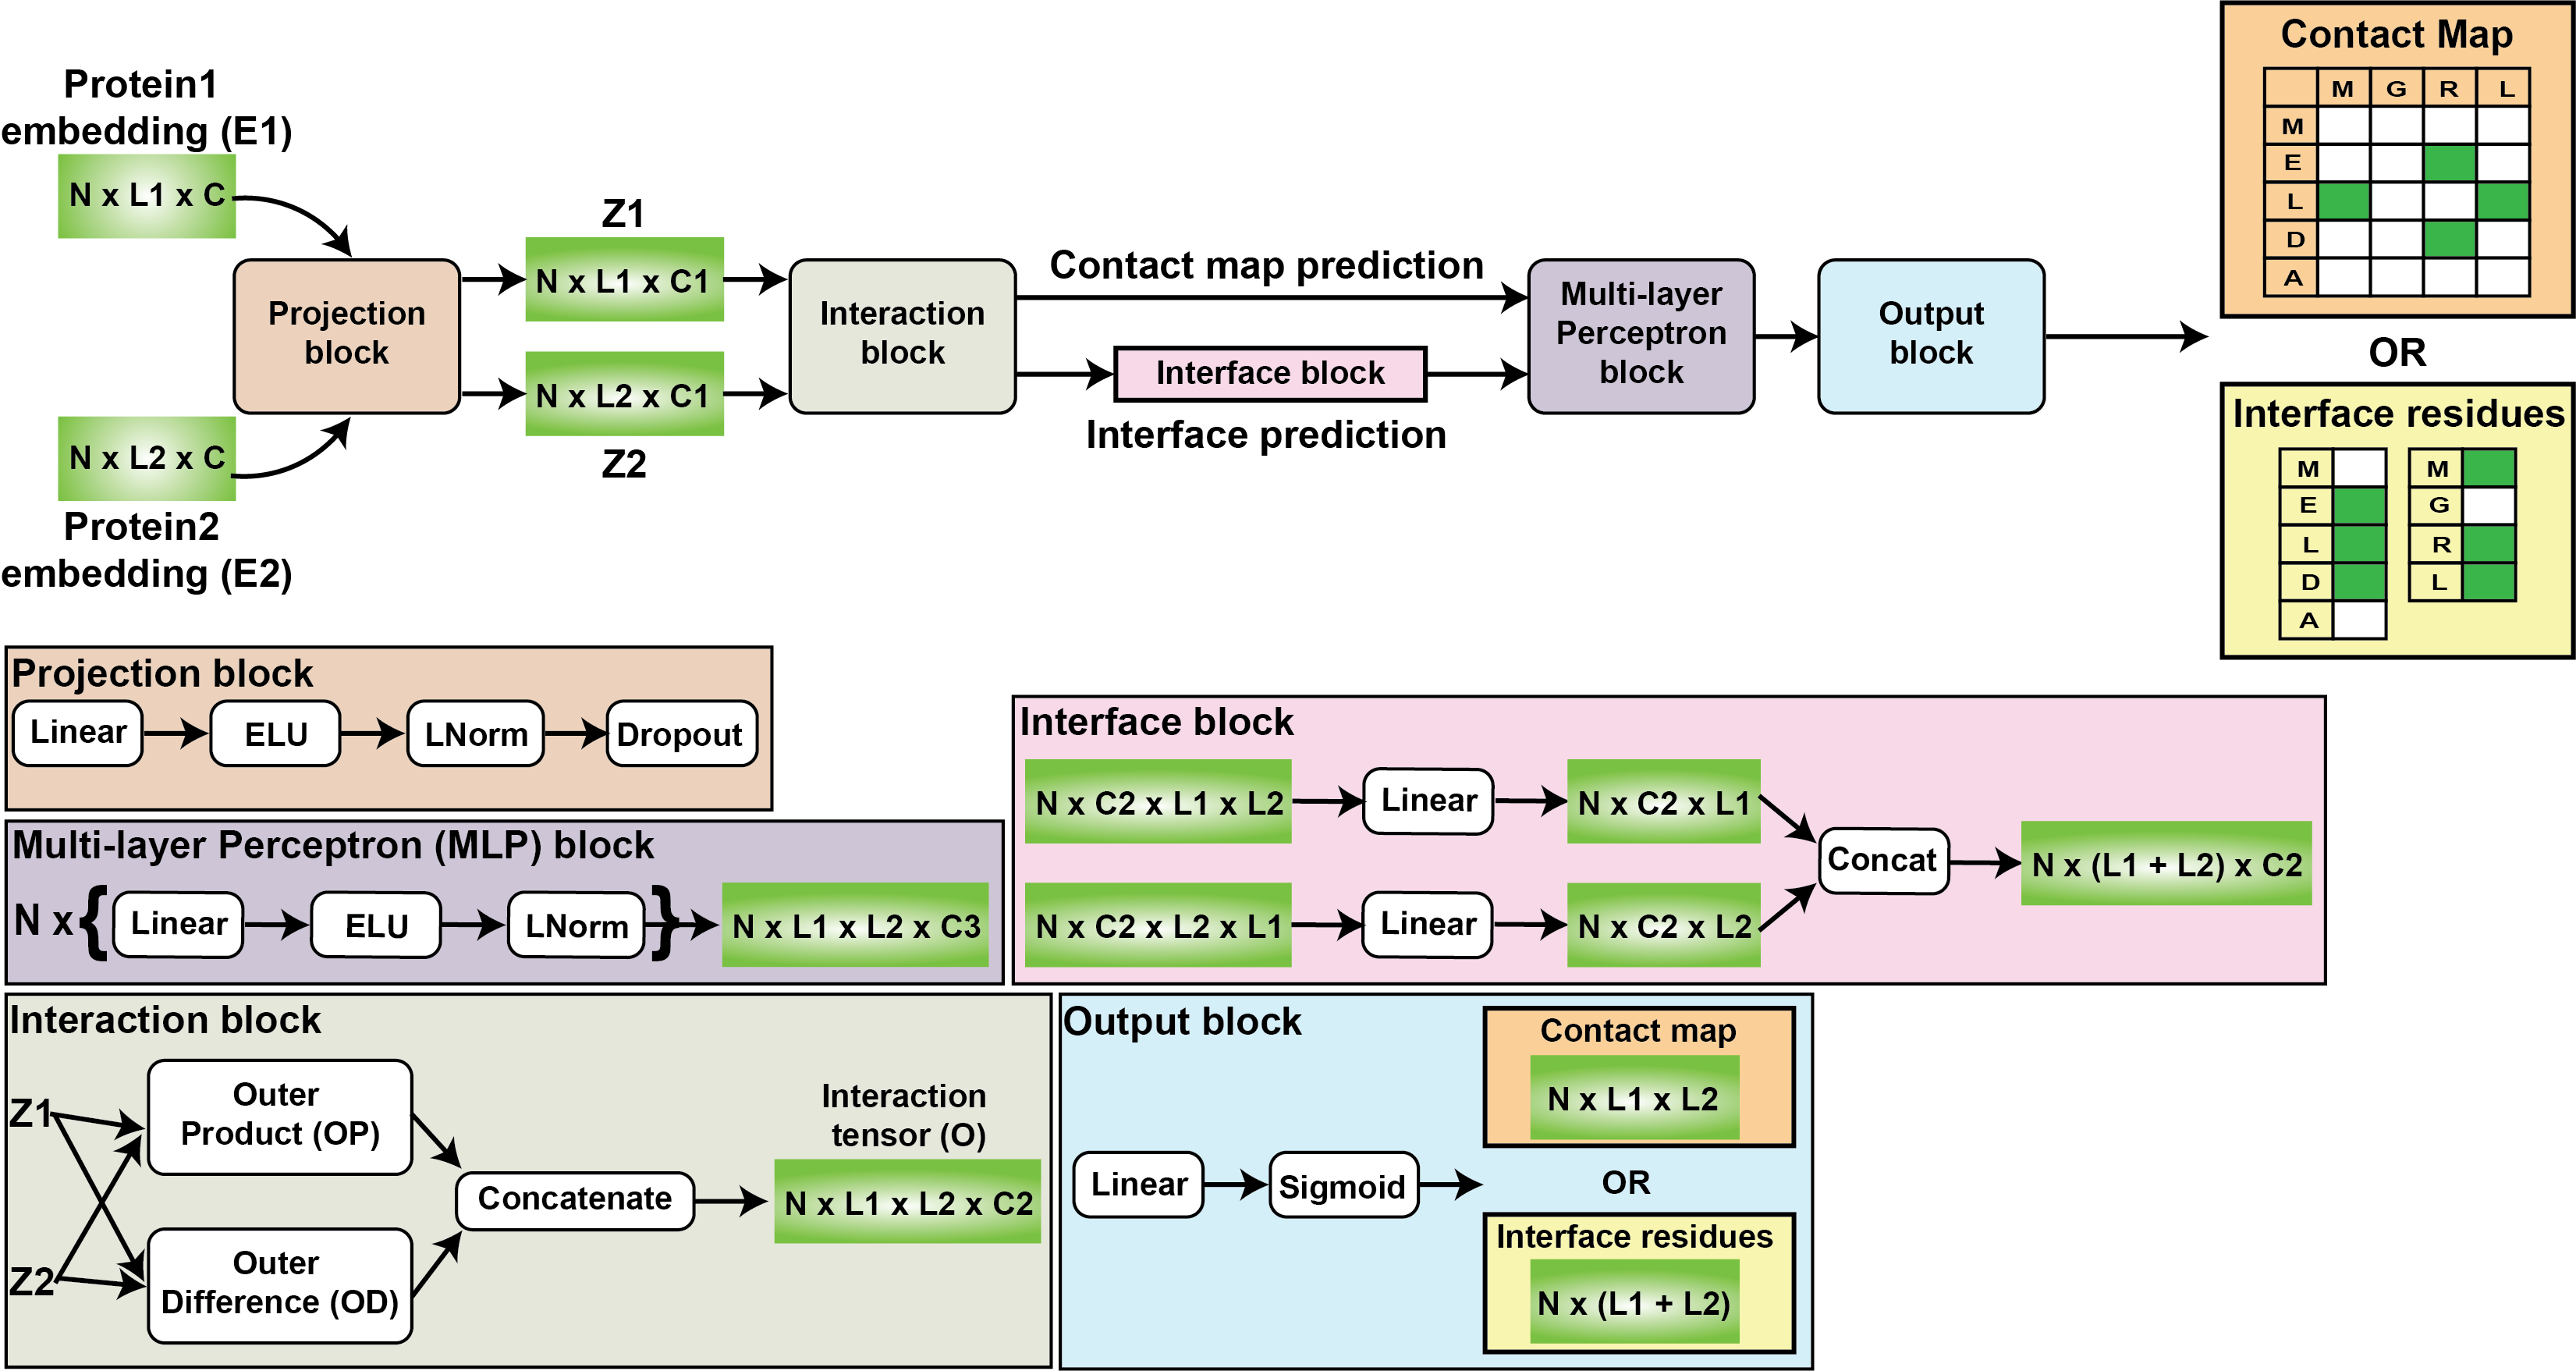 Protein1
embedding (E1)
N x L1 x C
N x L2 x C
Protein2
embedding (E2)
Projection
block
Z1
N x L1 x C1
N x L2 x C1
Z2
Interaction
block
Contact map prediction
Interface block
Interface prediction
Multi-layer
Perceptron
block
Output
block
Contact Map
M G R L
M
E
L
D
A
OR
Interface residues
M M
E G
L R
D L
A
Projection block
Linear ELU LNorm Dropout
Multi-layer Perceptron (MLP) block
N x { Linear ELU LNorm } N x L1 x L2 x C3
Interface block
N x C2 x L1 x L2 Linear N x C2 x L1
Concat N x (L1 + L2) x C2
N x C2 x L2 x L1 Linear N x C2 x L2
Interaction block
Z1
Z2
Outer
Product (OP)
Outer
Difference (OD)
Concatenate
Interaction
tensor (O)
N x L1 x L2 x C2
Output block
Linear Sigmoid
Contact map
N x L1 x L2
OR
Interface residues
N x (L1 + L2)